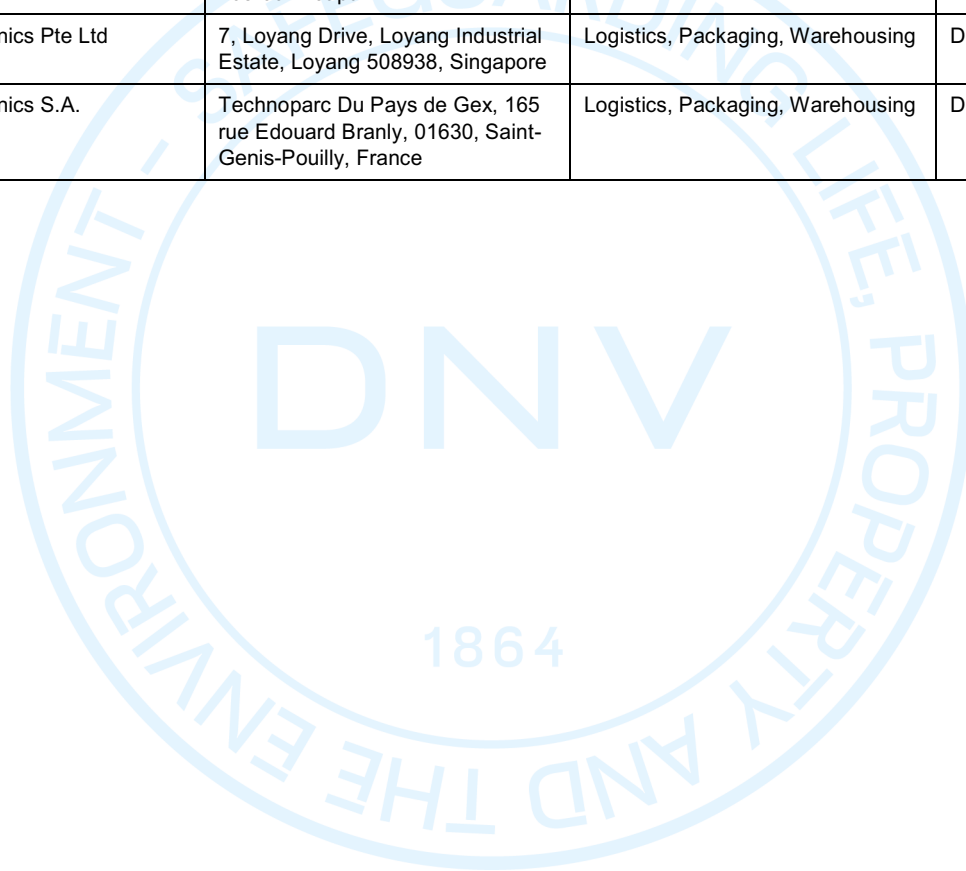 nics Pte Ltd
7, Loyang Drive, Loyang Industrial
Estate, Loyang 508938, Singapore
Logistics, Packaging, Warehousing
D
nics S.A.
Technoparc Du Pays de Gex, 165
rue Edouard Branly, 01630, Saint-
Genis-Pouilly, France
Logistics, Packaging, Warehousing
D
SAFEGUARDING LIFE, PROPERTY AND THE ENVIRONMENT -
DNV
1864